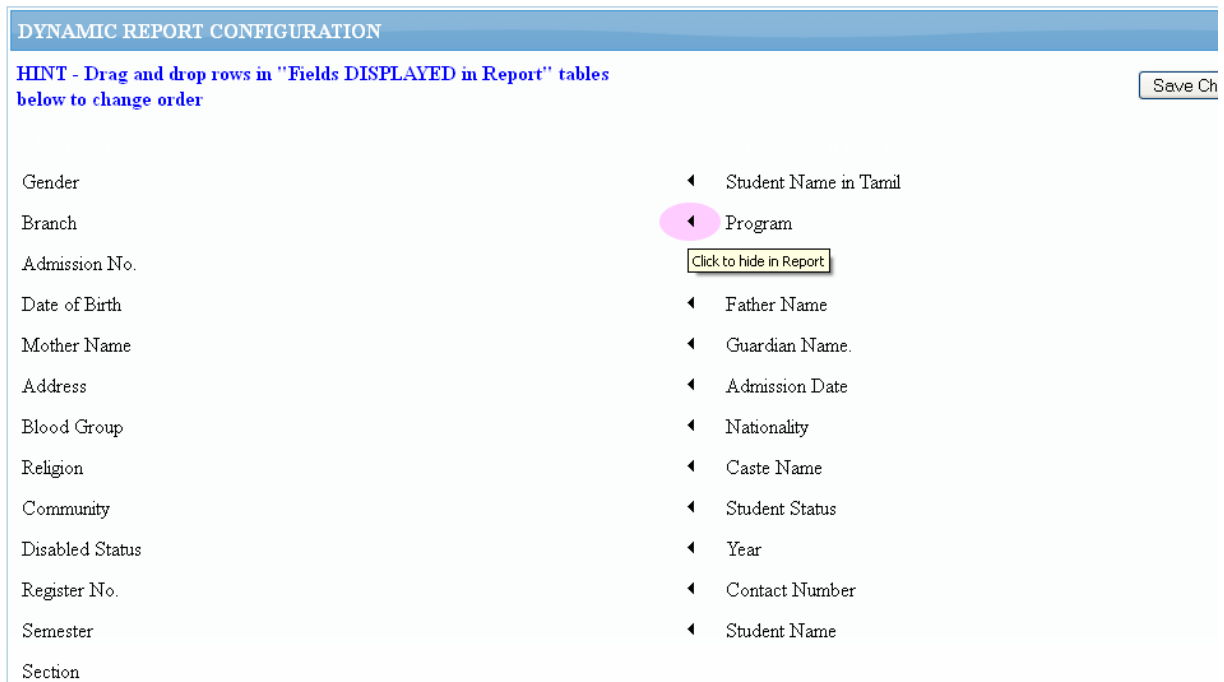 DYNAMIC REPORT CONFIGURATION
HINT - Drag and drop rows in "Fields DISPLAYED in Report" tables
below to change order
Save Ch
Gender
Student Name in Tamil
Branch
Program
Admission No.
Click to hide in Report
Date of Birth
Father Name
Mother Name
Guardian Name.
Address
Admission Date
Blood Group
Nationality
Religion
Caste Name
Community
Student Status
Disabled Status
Year
Register No.
Contact Number
Semester
Student Name
Section